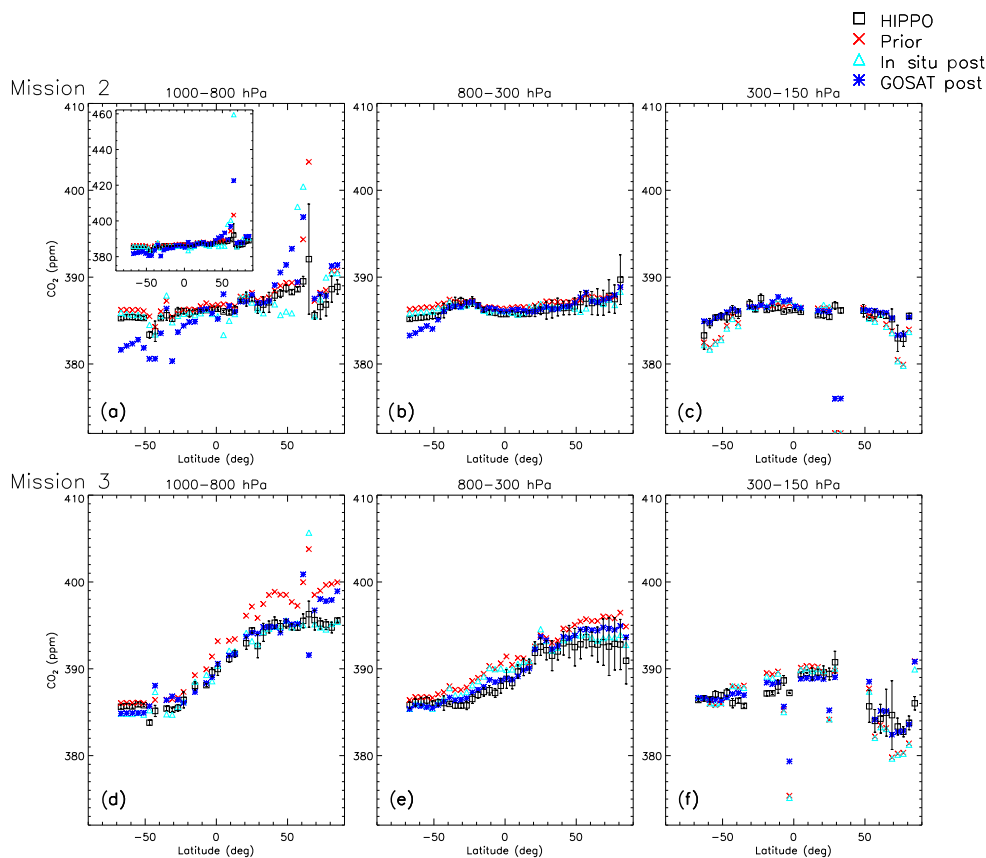 HIPPO
Prior
In situ post
GOSAT post
Mission 2
1000−800 hPa
800−300 hPa
300−150 hPa
410
400
390
380
CO2 (ppm)
460
440
420
400
380
−50 0 50
(a)
(b)
(c)
−50 0 50
−50 0 50
−50 0 50
Latitude (deg)
Latitude (deg)
Latitude (deg)
Mission 3
1000−800 hPa
800−300 hPa
300−150 hPa
410
400
390
380
CO2 (ppm)
410
400
390
380
410
400
390
380
410
400
390
380
410
400
390
380
(d)
(e)
(f)
−50 0 50
−50 0 50
−50 0 50
Latitude (deg)
Latitude (deg)
Latitude (deg)